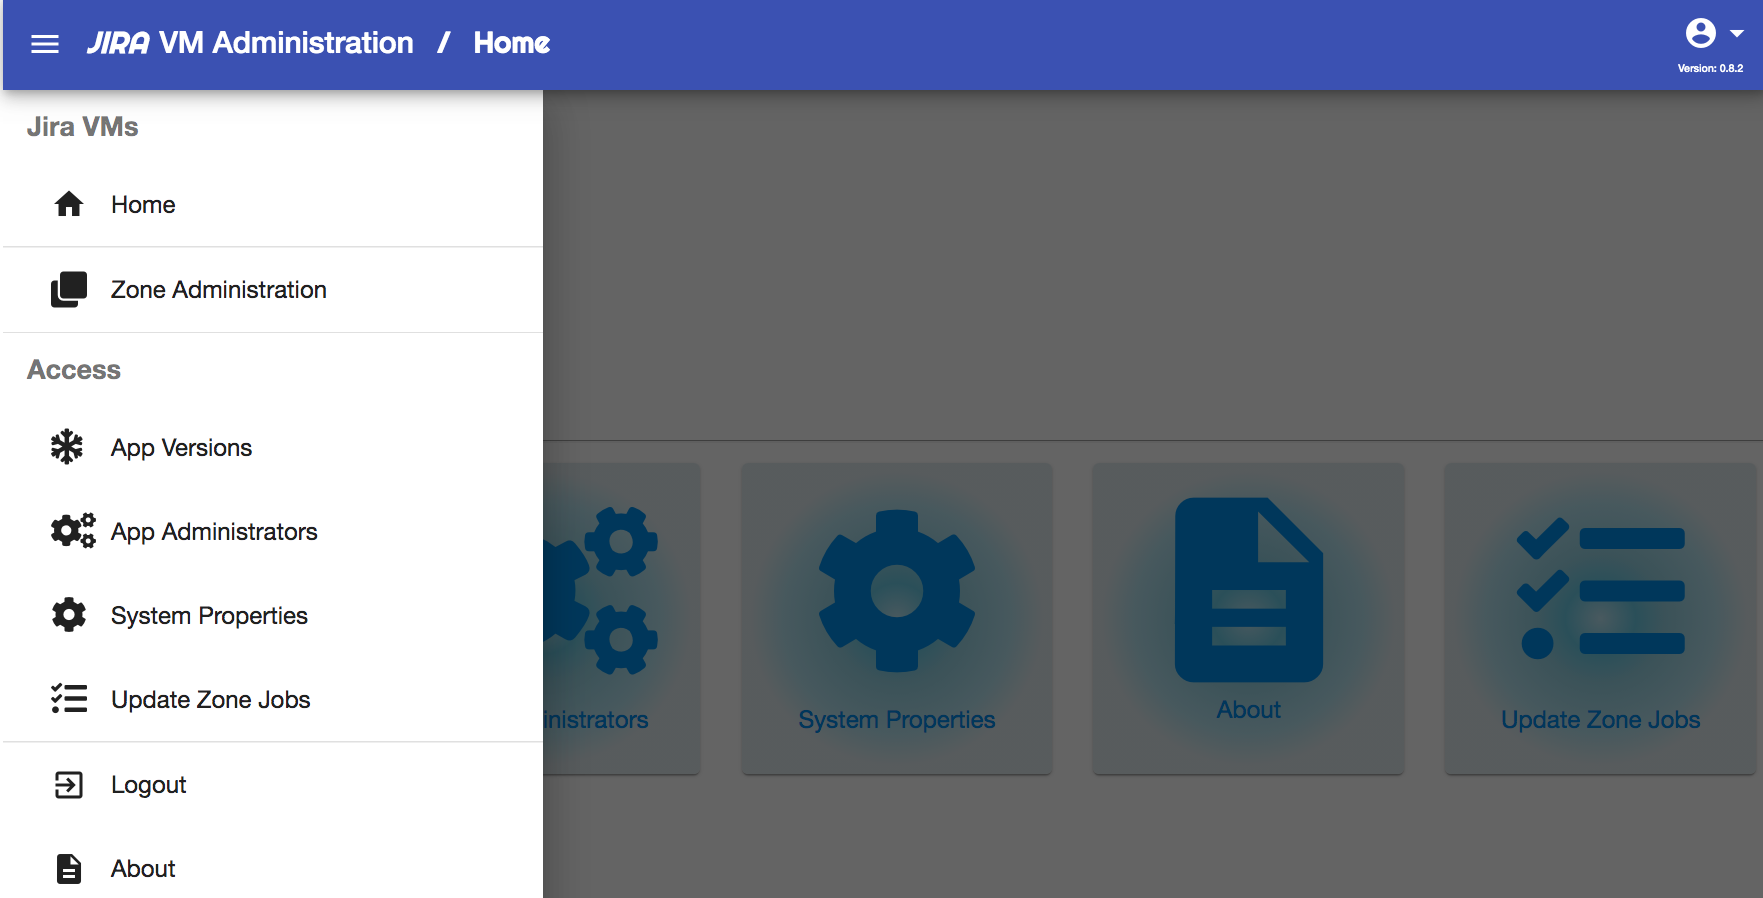 JIRA VM Administration / Home
Version: 0.8.2
Jira VMs
Home
Zone Administration
Access
App Versions
App Administrators
System Properties
Update Zone Jobs
Logout
About
inistrators
System Properties
About
Update Zone Jobs